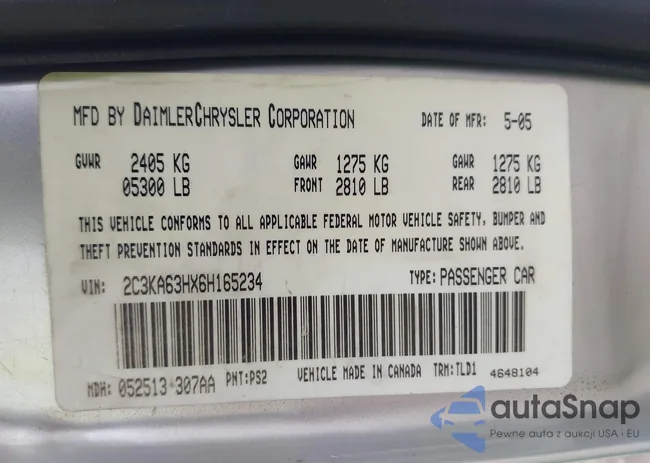 MFD BY DAIMLERCHRYSLER CORPORATION DATE OF MFR: 5-05
GVWR 2405 KG GAWR 1275 KG GAWR 1275 KG
05300 LB FRONT 2810 LB REAR 2810 LB
THIS VEHICLE CONFORMS TO ALL APPLICABLE FEDERAL MOTOR VEHICLE SAFETY, BUMPER AND
THEFT PREVENTION STANDARDS IN EFFECT ON THE DATE OF MANUFACTURE SHOWN ABOVE.
VIN: 2C3KA63HX6H165234 TYPE: PASSENGER CAR
MDH: 052513 307AA PNT:PS2 VEHICLE MADE IN CANADA TRM:TLD1 4648104
autaSnap
Pewne auta z aukcji USA i EU